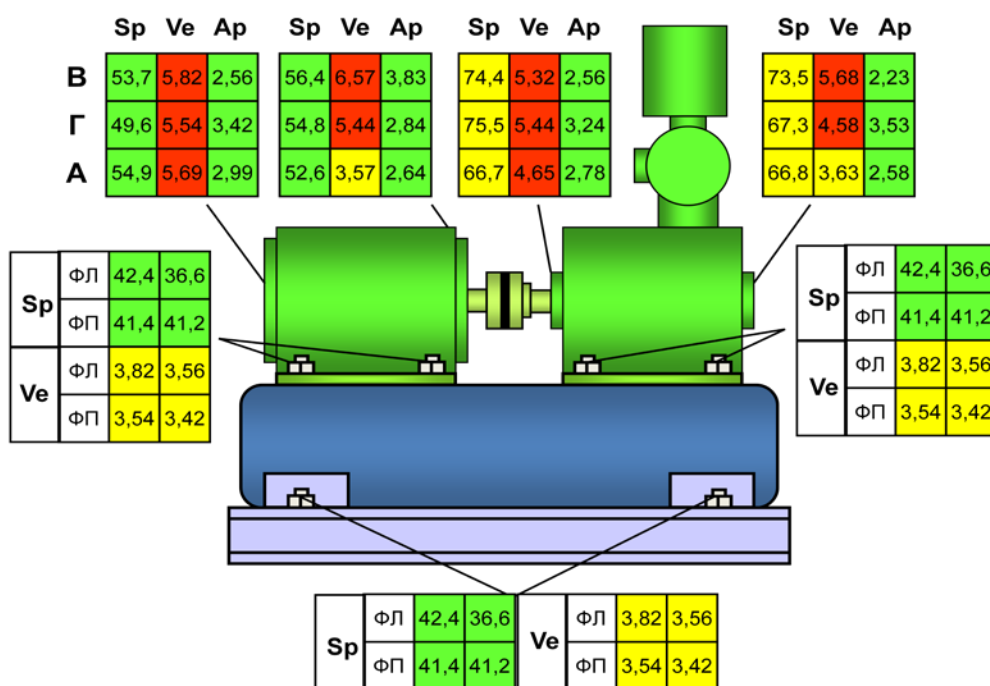 Sp Ve Ap Sp Ve Ap Sp Ve Ap Sp Ve Ap
В 53,7 5,82 2,56 56,4 6,57 3,83 74,4 5,32 2,56 73,5 5,68 2,23
Г 49,6 5,54 3,42 54,8 5,44 2,84 75,5 5,44 3,24 67,3 4,58 3,53
А 54,9 5,69 2,99 52,6 3,57 2,64 66,7 4,65 2,78 66,8 3,63 2,58
Sp ФЛ 42,4 36,6
ФП 41,4 41,2
Ve ФЛ 3,82 3,56
ФП 3,54 3,42
Sp ФЛ 42,4 36,6
ФП 41,4 41,2
Ve ФЛ 3,82 3,56
ФП 3,54 3,42
Sp ФЛ 42,4 36,6 Ve ФЛ 3,82 3,56
ФП 41,4 41,2 ФП 3,54 3,42